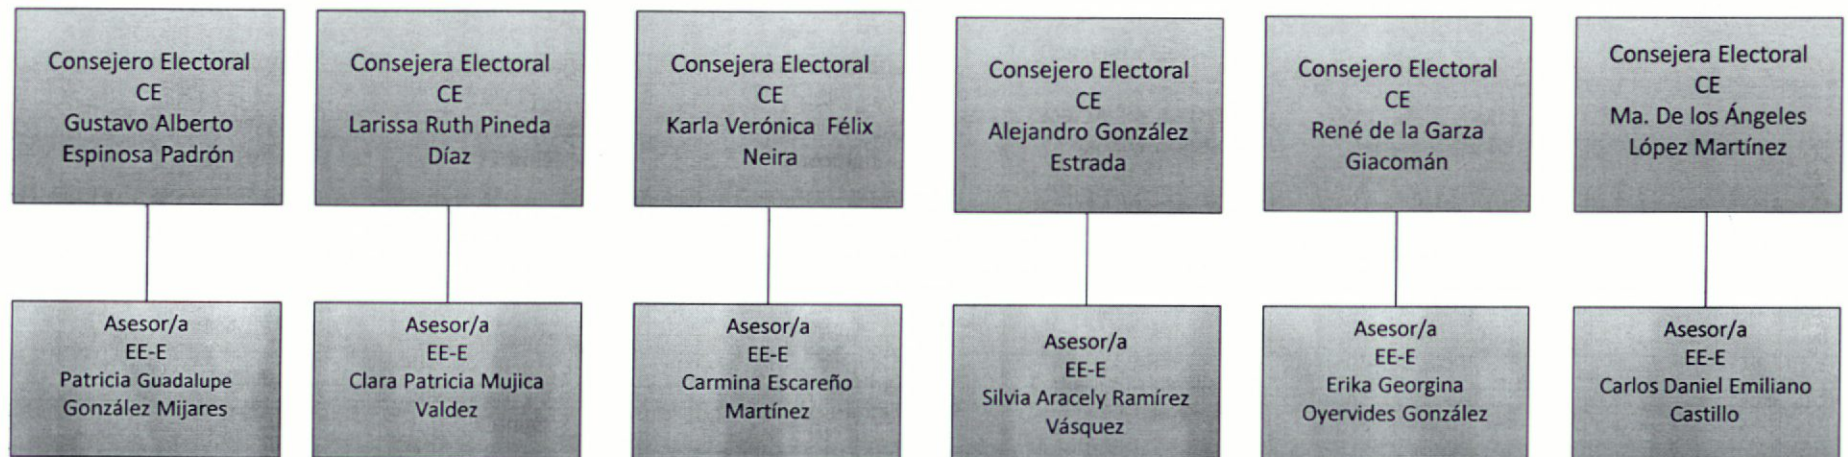 Consejero Electoral
CE
Gustavo Alberto
Espinosa Padrón
Consejera Electoral
CE
Larissa Ruth Pineda
Díaz
Consejera Electoral
CE
Karla Verónica Félix
Neira
Consejero Electoral
CE
Alejandro González
Estrada
Consejero Electoral
CE
René de la Garza
Giacomán
Consejera Electoral
CE
Ma. De los Ángeles
López Martínez
Asesor/a
EE-E
Patricia Guadalupe
González Mijares
Asesor/a
EE-E
Clara Patricia Mujica
Valdez
Asesor/a
EE-E
Carmina Escareño
Martínez
Asesor/a
EE-E
Silvia Aracely Ramírez
Vásquez
Asesor/a
EE-E
Erika Georgina
Oyervides González
Asesor/a
EE-E
Carlos Daniel Emiliano
Castillo